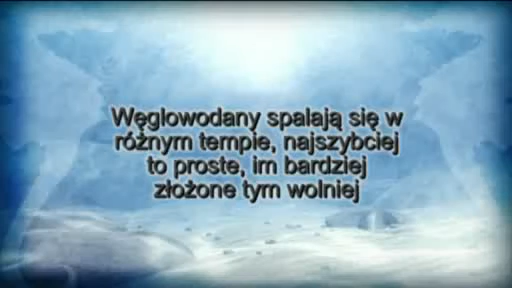 Węglowodany spalają się w
różnym tempie, najszybciej
to proste, im bardziej
złożone tym wolniej